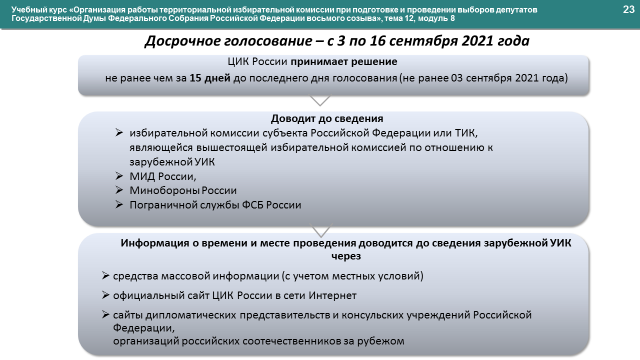 Учебный курс «Организация работы территориальной избирательной комиссии при подготовке и проведении выборов депутатов
Государственной Думы Федерального Собрания Российской Федерации восьмого созыва», тема 12, модуль 8
23
Досрочное голосование – с 3 по 16 сентября 2021 года
ЦИК России принимает решение
не ранее чем за 15 дней до последнего дня голосования (не ранее 03 сентября 2021 года)
Доводит до сведения
избирательной комиссии субъекта Российской Федерации или ТИК,
являющейся вышестоящей избирательной комиссией по отношению к
зарубежной УИК
МИД России,
Минобороны России
Пограничной службы ФСБ России
Информация о времени и месте проведения доводится до сведения зарубежной УИК
через
средства массовой информации (с учетом местных условий)
официальный сайт ЦИК России в сети Интернет
сайты дипломатических представительств и консульских учреждений Российской
Федерации,
организаций российских соотечественников за рубежом